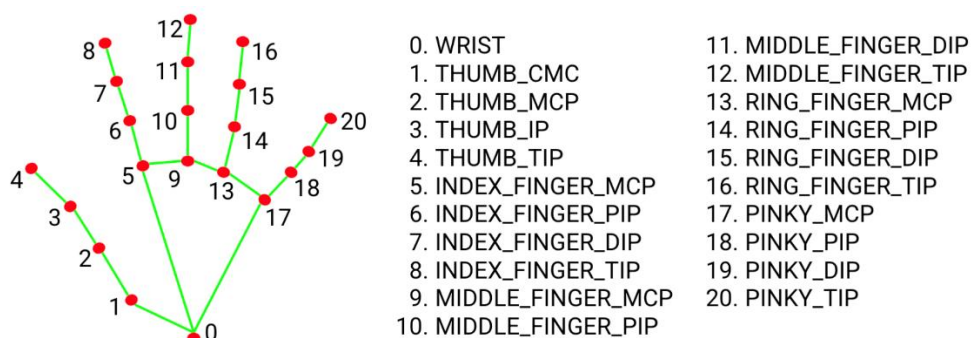 12
8
16
11
7
15
10
6
14
20
4
5
9
13
19
18
3
17
2
1
0
0. WRIST
1. THUMB_CMC
2. THUMB_MCP
3. THUMB_IP
4. THUMB_TIP
5. INDEX_FINGER_MCP
6. INDEX_FINGER_PIP
7. INDEX_FINGER_DIP
8. INDEX_FINGER_TIP
9. MIDDLE_FINGER_MCP
10. MIDDLE_FINGER_PIP
11. MIDDLE_FINGER_DIP
12. MIDDLE_FINGER_TIP
13. RING_FINGER_MCP
14. RING_FINGER_PIP
15. RING_FINGER_DIP
16. RING_FINGER_TIP
17. PINKY_MCP
18. PINKY_PIP
19. PINKY_DIP
20. PINKY_TIP